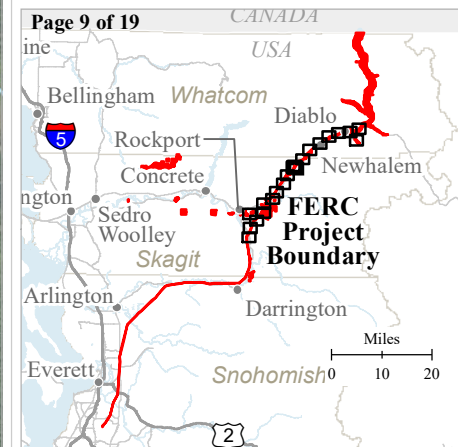 Page 9 of 19
CANADA
USA
ine
Bellingham
Whatcom
Diablo
5
Rockport
Newhalem
Concrete
ngton
Sedro
Woolley
FERC
Project
Boundary
Skagit
Arlington
Darrington
Miles
0 10 20
Everett
Snohomish
2